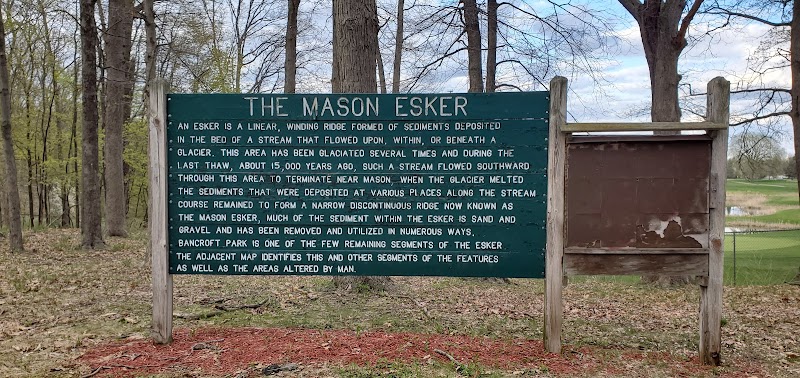 THE MASON ESKER
AN ESKER IS A LINEAR, WINDING RIDGE FORMED OF SEDIMENTS DEPOSITED
IN THE BED OF A STREAM THAT FLOWED UPON, WITHIN, OR BENEATH A
GLACIER. THIS AREA HAS BEEN GLACIATED SEVERAL TIMES AND DURING THE
LAST THAW, ABOUT 15,000 YEARS AGO, SUCH A STREAM FLOWED SOUTHWARD
THROUGH THIS AREA TO TERMINATE NEAR MASON. WHEN THE GLACIER MELTED
THE SEDIMENTS THAT WERE DEPOSITED AT VARIOUS PLACES ALONG THE STREAM
COURSE REMAINED TO FORM A NARROW DISCONTINUOUS RIDGE NOW KNOWN AS
THE MASON ESKER, MUCH OF THE SEDIMENT WITHIN THE ESKER IS SAND AND
GRAVEL AND HAS BEEN REMOVED AND UTILIZED IN NUMEROUS WAYS.
BANCROFT PARK IS ONE OF THE FEW REMAINING SEGMENTS OF THE ESKER.
THE ADJACENT MAP IDENTIFIES THIS AND OTHER SEGMENTS OF THE FEATURES
AS WELL AS THE AREAS ALTERED BY MAN.